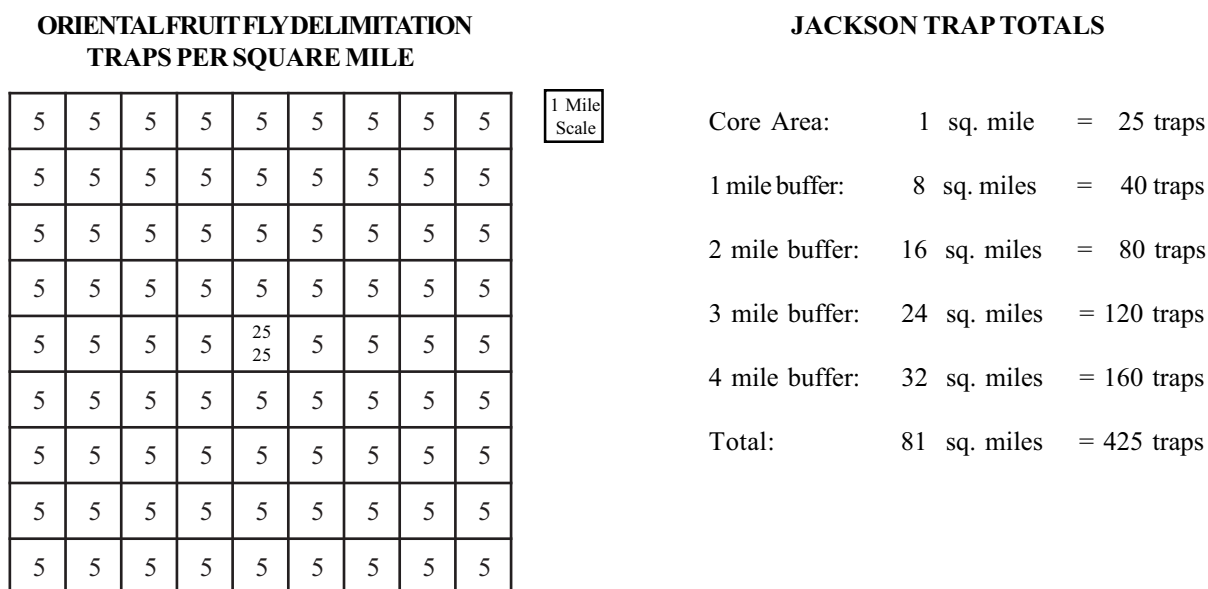 ORIENTAL FRUIT FLY DELIMITATION
TRAPS PER SQUARE MILE
5 5 5 5 5 5 5 5 5
5 5 5 5 5 5 5 5 5
5 5 5 5 5 5 5 5 5
5 5 5 5 5 5 5 5 5
5 5 5 5 25 5 5 5 5
25
5 5 5 5 5 5 5 5 5
5 5 5 5 5 5 5 5 5
5 5 5 5 5 5 5 5 5
5 5 5 5 5 5 5 5 5
1 Mile
Scale
JACKSON TRAP TOTALS
Core Area: 1 sq. mile = 25 traps
1 mile buffer: 8 sq. miles = 40 traps
2 mile buffer: 16 sq. miles = 80 traps
3 mile buffer: 24 sq. miles = 120 traps
4 mile buffer: 32 sq. miles = 160 traps
Total: 81 sq. miles = 425 traps